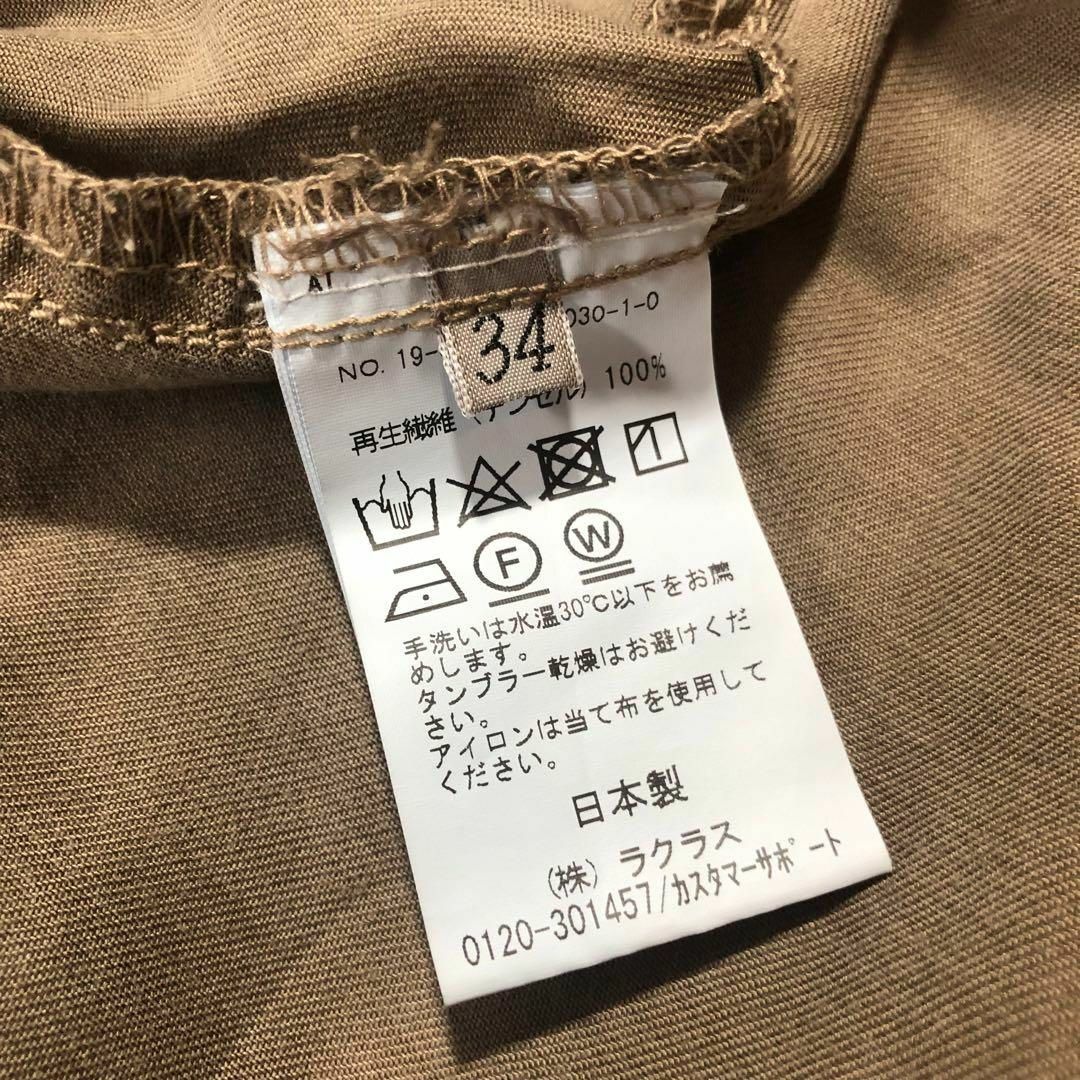 AT
34
NO. 19- 030-1-0
再生繊維 (テンセル) 100%
F
W
手洗いは水温30℃以下をお薦
めします。
タンブラー乾燥はお避けくだ
さい。
アイロンは当て布を使用して
ください。
日本製
(株) ラクラス
0120-301457/カスタマーサポート